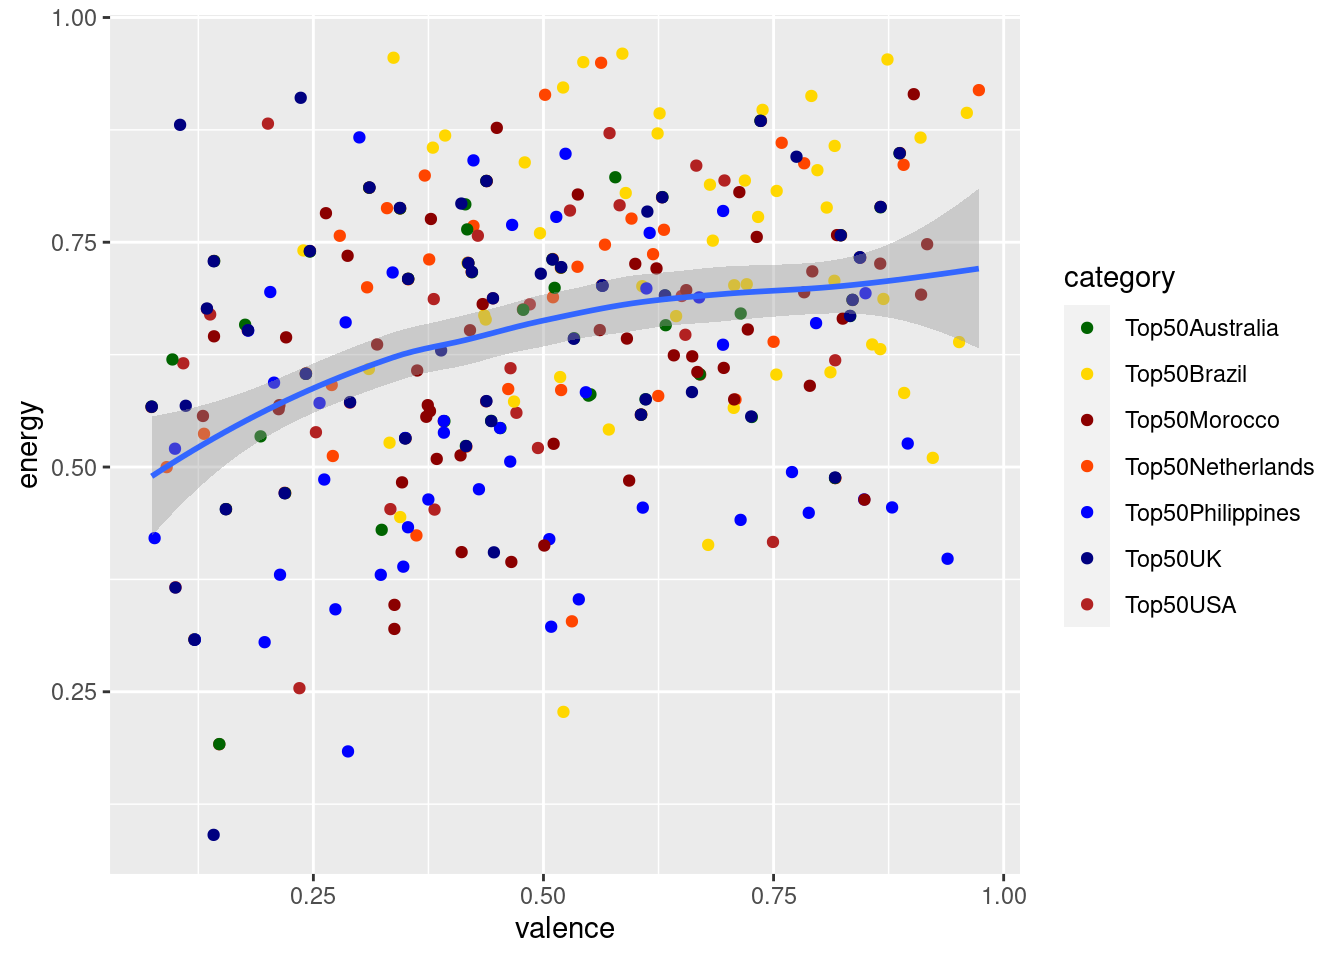 1.00
0.75
0.50
0.25
energy
0.25 0.50 0.75 1.00
valence
category
Top50Australia
Top50Brazil
Top50Morocco
Top50Netherlands
Top50Philippines
Top50UK
Top50USA